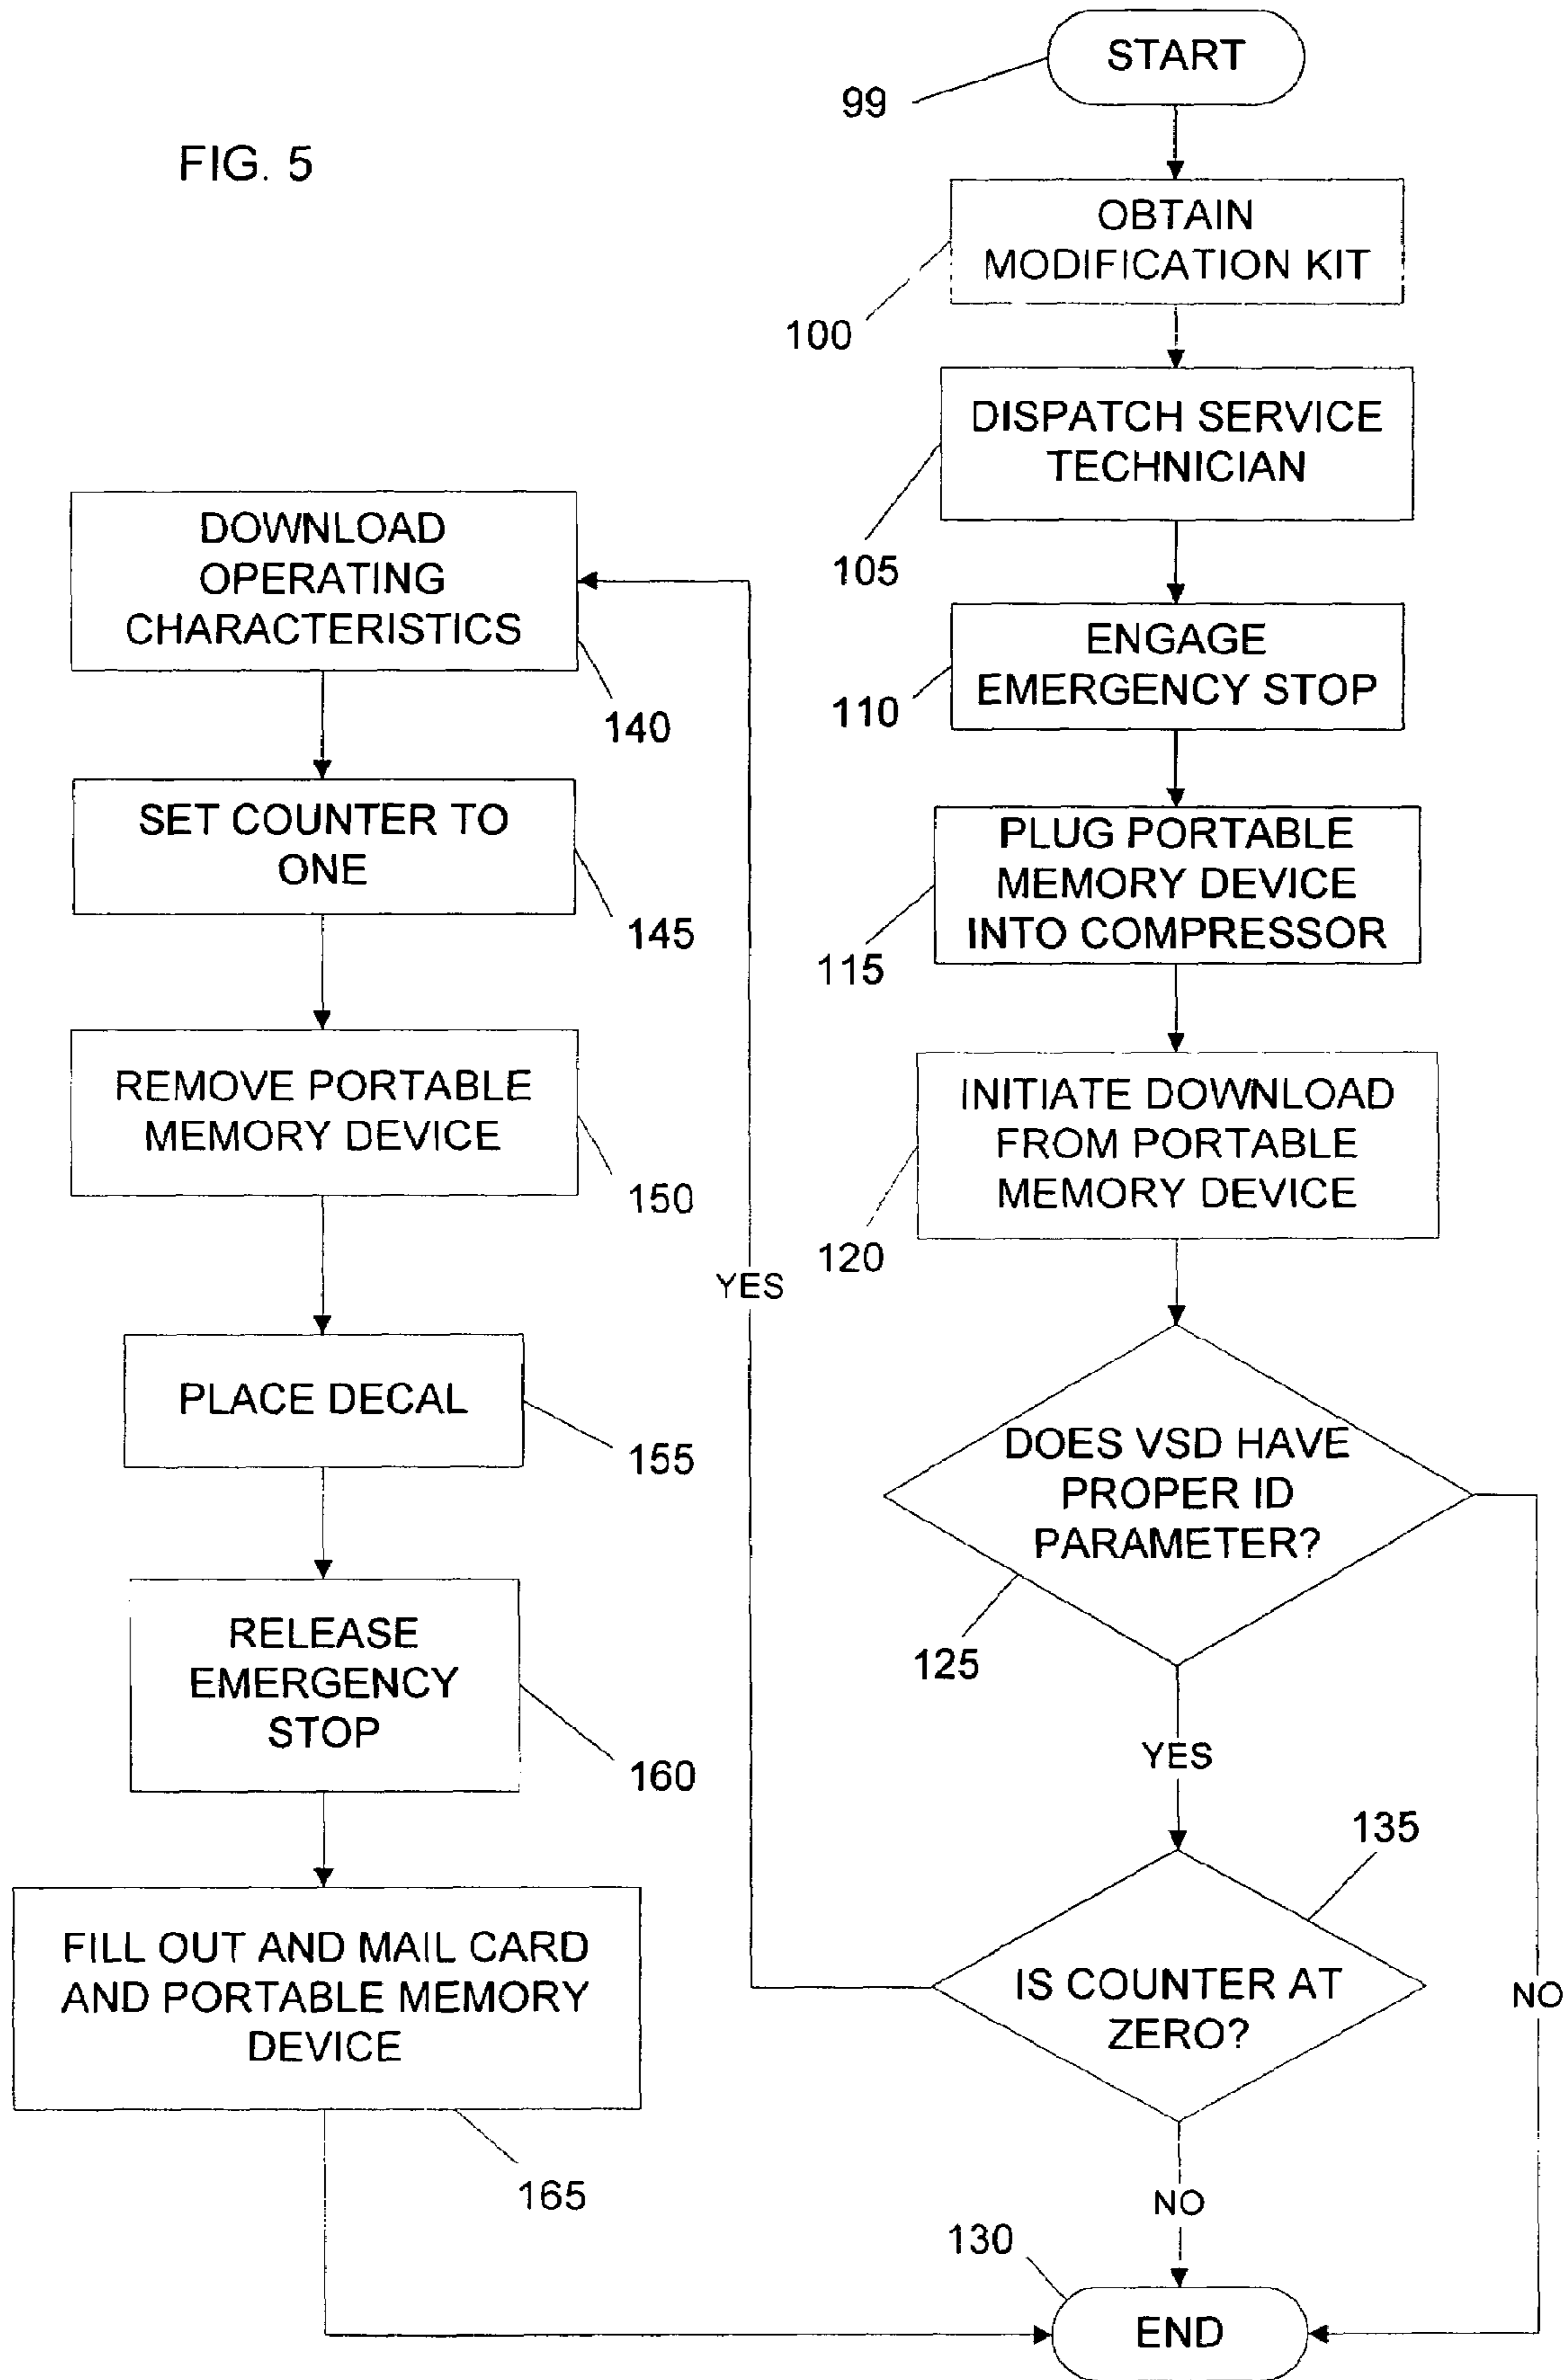 FIG. 5
START
99
OBTAIN
MODIFICATION KIT
100
DISPATCH SERVICE
TECHNICIAN
105
ENGAGE
EMERGENCY STOP
110
PLUG PORTABLE
MEMORY DEVICE
INTO COMPRESSOR
115
INITIATE DOWNLOAD
FROM PORTABLE
MEMORY DEVICE
120
DOES VSD HAVE
PROPER ID
PARAMETER?
125
YES
NO
135
IS COUNTER AT
ZERO?
YES
NO
130
END
DOWNLOAD
OPERATING
CHARACTERISTICS
140
SET COUNTER TO
ONE
145
REMOVE PORTABLE
MEMORY DEVICE
150
PLACE DECAL
155
RELEASE
EMERGENCY
STOP
160
FILL OUT AND MAIL CARD
AND PORTABLE MEMORY
DEVICE
165